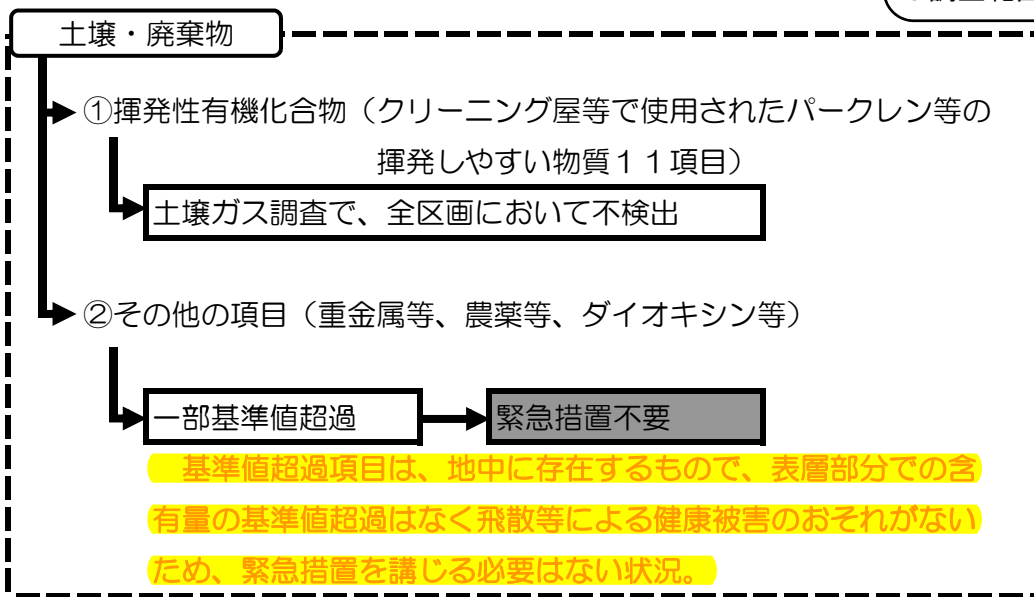 土壌・廃棄物
①揮発性有機化合物（クリーニング屋等で使用されたパークレン等の
揮発しやすい物質１１項目）
土壌ガス調査で、全区画において不検出
②その他の項目（重金属等、農薬等、ダイオキシン等）
一部基準値超過
緊急措置不要
基準値超過項目は、地中に存在するもので、表層部分での含
有量の基準値超過はなく飛散等による健康被害のおそれがない
ため、緊急措置を講じる必要はない状況。